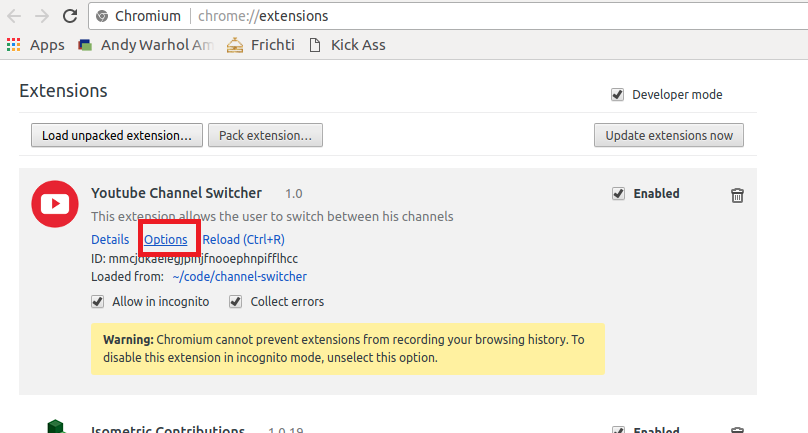 Chromium chrome://extensions
Apps Andy Warhol Am Frichti Kick Ass
Extensions
Developer mode
Load unpacked extension... Pack extension... Update extensions now
Youtube Channel Switcher 1.0 Enabled
This extension allows the user to switch between his channels
Details Options Reload (Ctrl+R)
ID:
Loaded from: ~/code/channel-switcher
Allow in incognito Collect errors
Warning: Chromium cannot prevent extensions from recording your browsing history. To
disable this extension in incognito mode, unselect this option.
Isometric Contributions 1.0.19 Enabled